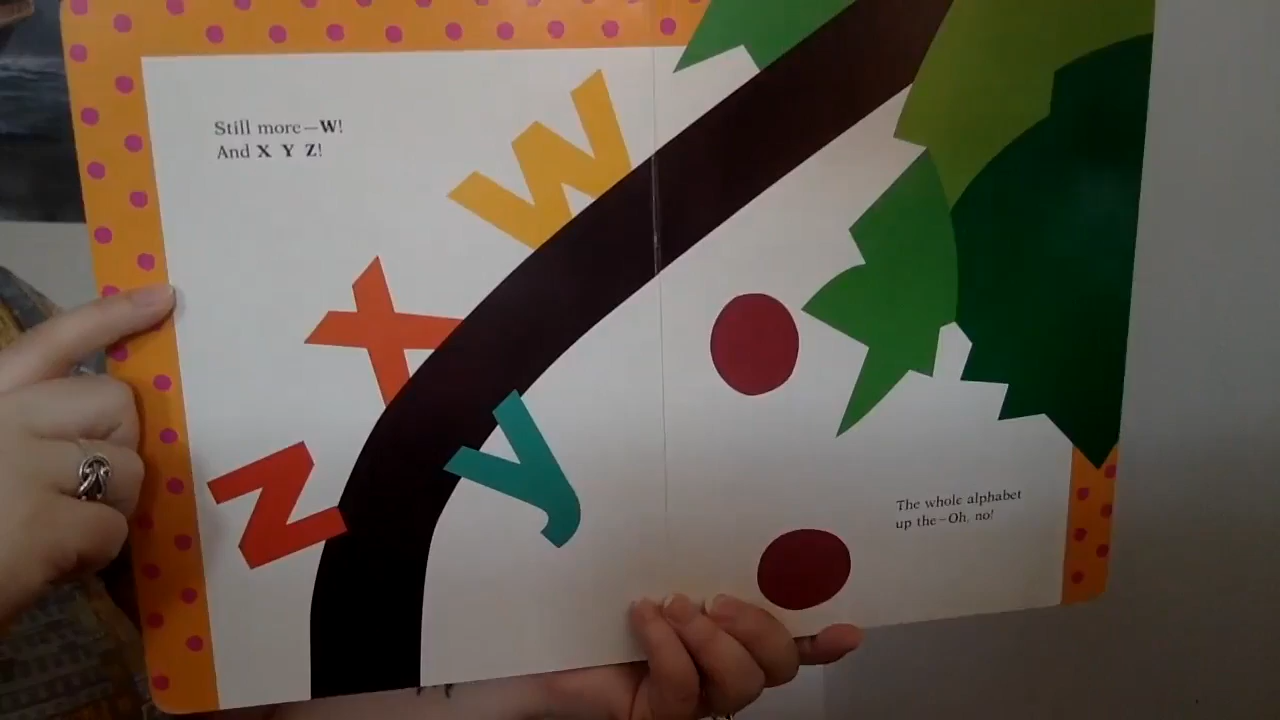 Still more—W!
And X Y Z!
w
x
y
z
The whole alphabet
up the—Oh, no!